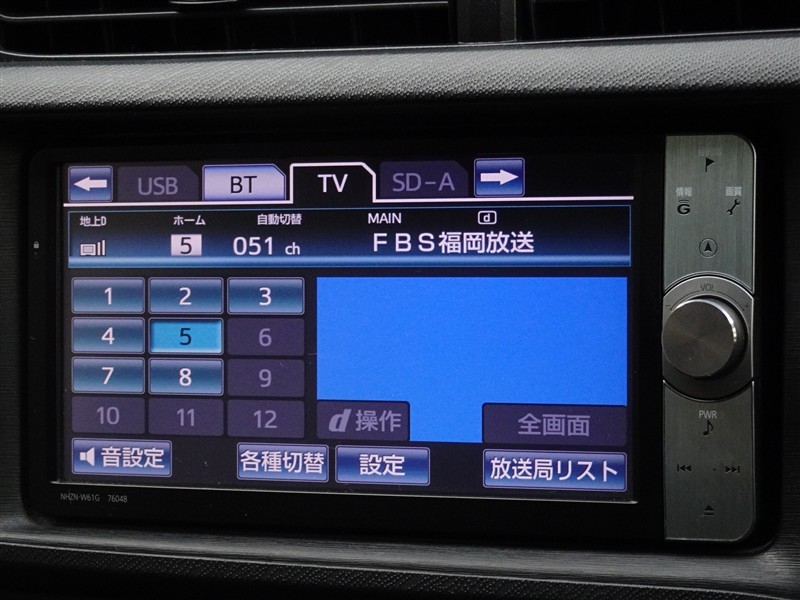 USB BT TV SD-A
地上D ホーム 自動切替 MAIN d
5 051 ch FBS福岡放送
1 2 3
4 5 6
7 8 9
10 11 12
d操作 全画面
音設定 各種切替 設定 放送局リスト
NHZN-W61G 76048
情報 画質
G
VOL
PWR